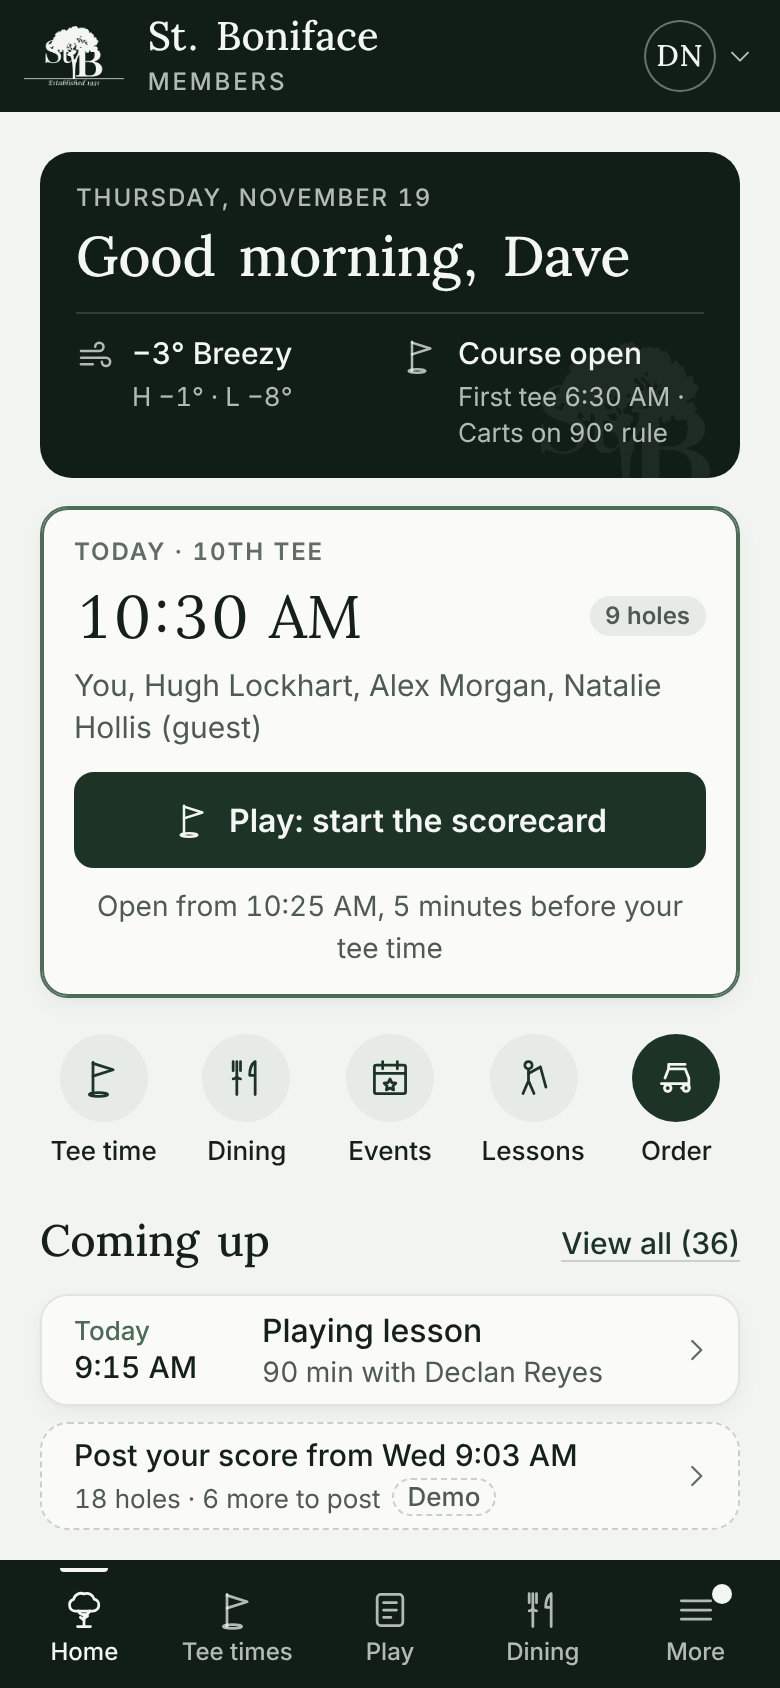 St. Boniface
MEMBERS
StB
Established 1931
DN
THURSDAY, NOVEMBER 19
Good morning, Dave
−3° Breezy
H −1° · L −8°
Course open
First tee 6:30 AM ·
Carts on 90° rule
TODAY · 10TH TEE
10:30 AM
9 holes
You, Hugh Lockhart, Alex Morgan, Natalie
Hollis (guest)
Play: start the scorecard
Open from 10:25 AM, 5 minutes before your
tee time
Tee time
Dining
Events
Lessons
Order
Coming up
View all (36)
Today
9:15 AM
Playing lesson
90 min with Declan Reyes
Post your score from Wed 9:03 AM
18 holes · 6 more to post
Demo
Home
Tee times
Play
Dining
More